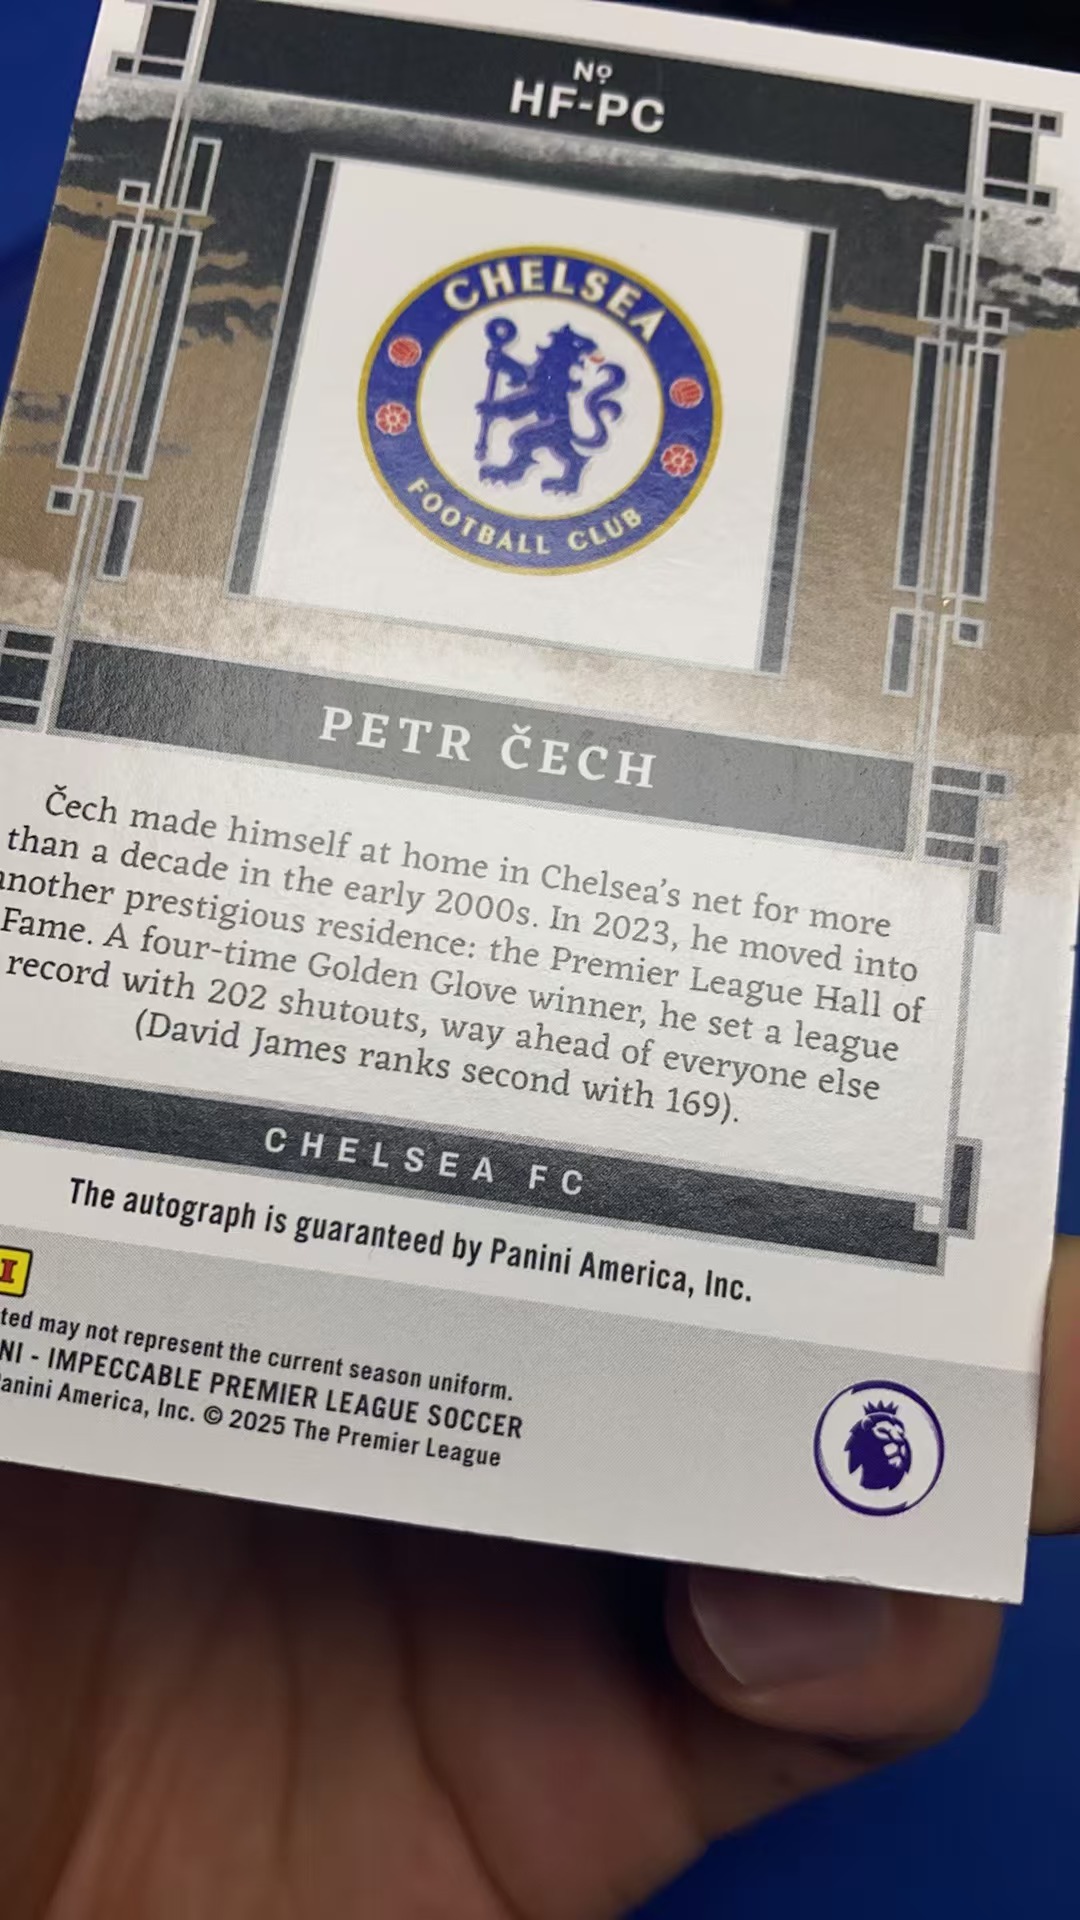 Nº
HF-PC
CHELSEA
FOOTBALL CLUB
PETR ČECH
Čech made himself at home in Chelsea's net for more
than a decade in the early 2000s. In 2023, he moved into
another prestigious residence: the Premier League Hall of
Fame. A four-time Golden Glove winner, he set a league
record with 202 shutouts, way ahead of everyone else
(David James ranks second with 169).
CHELSEA FC
The autograph is guaranteed by Panini America, Inc.
I
ted may not represent the current season uniform.
NI - IMPECCABLE PREMIER LEAGUE SOCCER
Panini America, Inc. © 2025 The Premier League